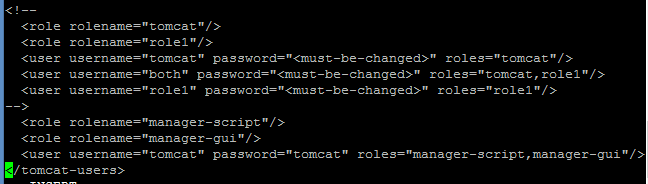 <!--
  <role rolename="tomcat"/>
  <role rolename="role1"/>
  <user username="tomcat" password="<must-be-changed>" roles="tomcat"/>
  <user username="both" password="<must-be-changed>" roles="tomcat,role1"/>
  <user username="role1" password="<must-be-changed>" roles="role1"/>
-->
  <role rolename="manager-script"/>
  <role rolename="manager-gui"/>
  <user username="tomcat" password="tomcat" roles="manager-script,manager-gui"/>
</tomcat-users>
-- INSERT --